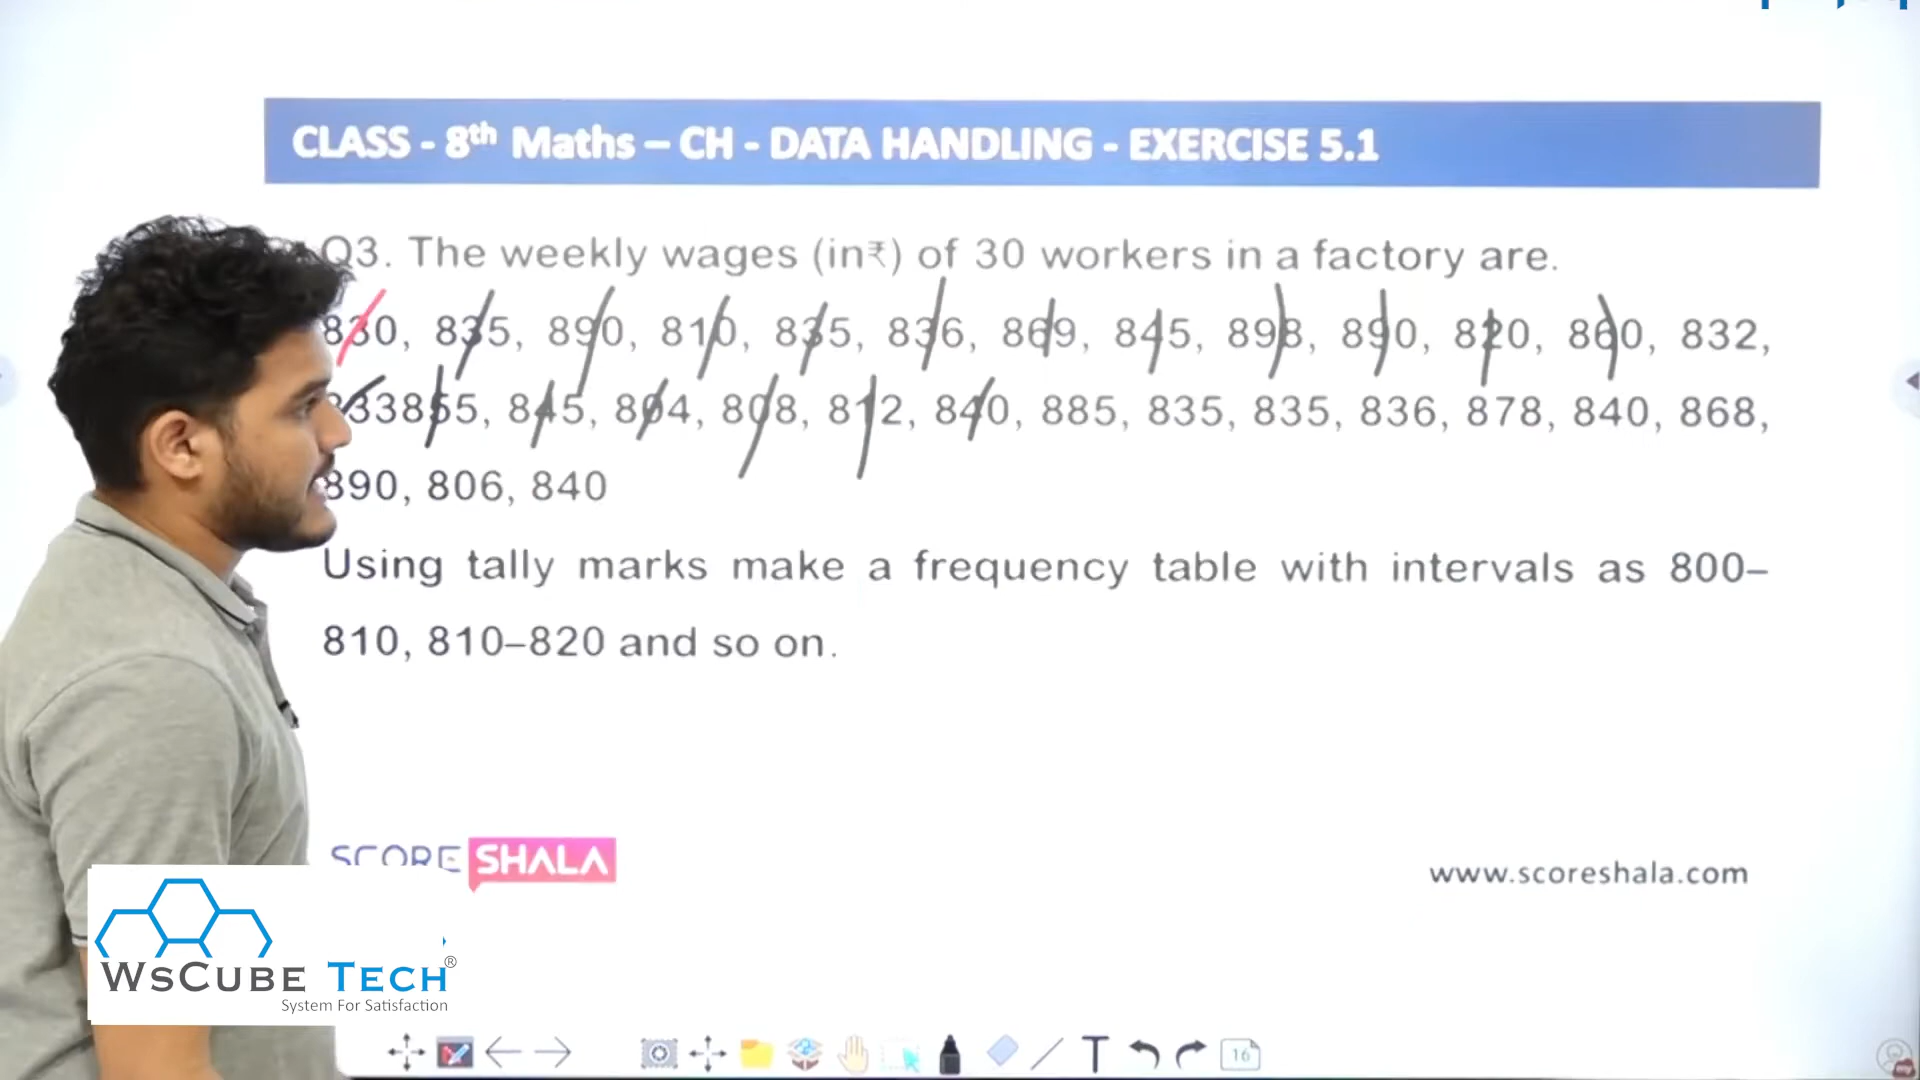 CLASS - 8th Maths – CH - DATA HANDLING - EXERCISE 5.1
Q3. The weekly wages (in₹) of 30 workers in a factory are.
830, 835, 890, 810, 835, 836, 869, 845, 898, 890, 820, 860, 832,
833855, 845, 804, 808, 812, 840, 885, 835, 835, 836, 878, 840, 868,
890, 806, 840
Using tally marks make a frequency table with intervals as 800–
810, 810–820 and so on.
SCORE SHALA
www.scoreshala.com
WSCUBE TECH®
System For Satisfaction
T
16